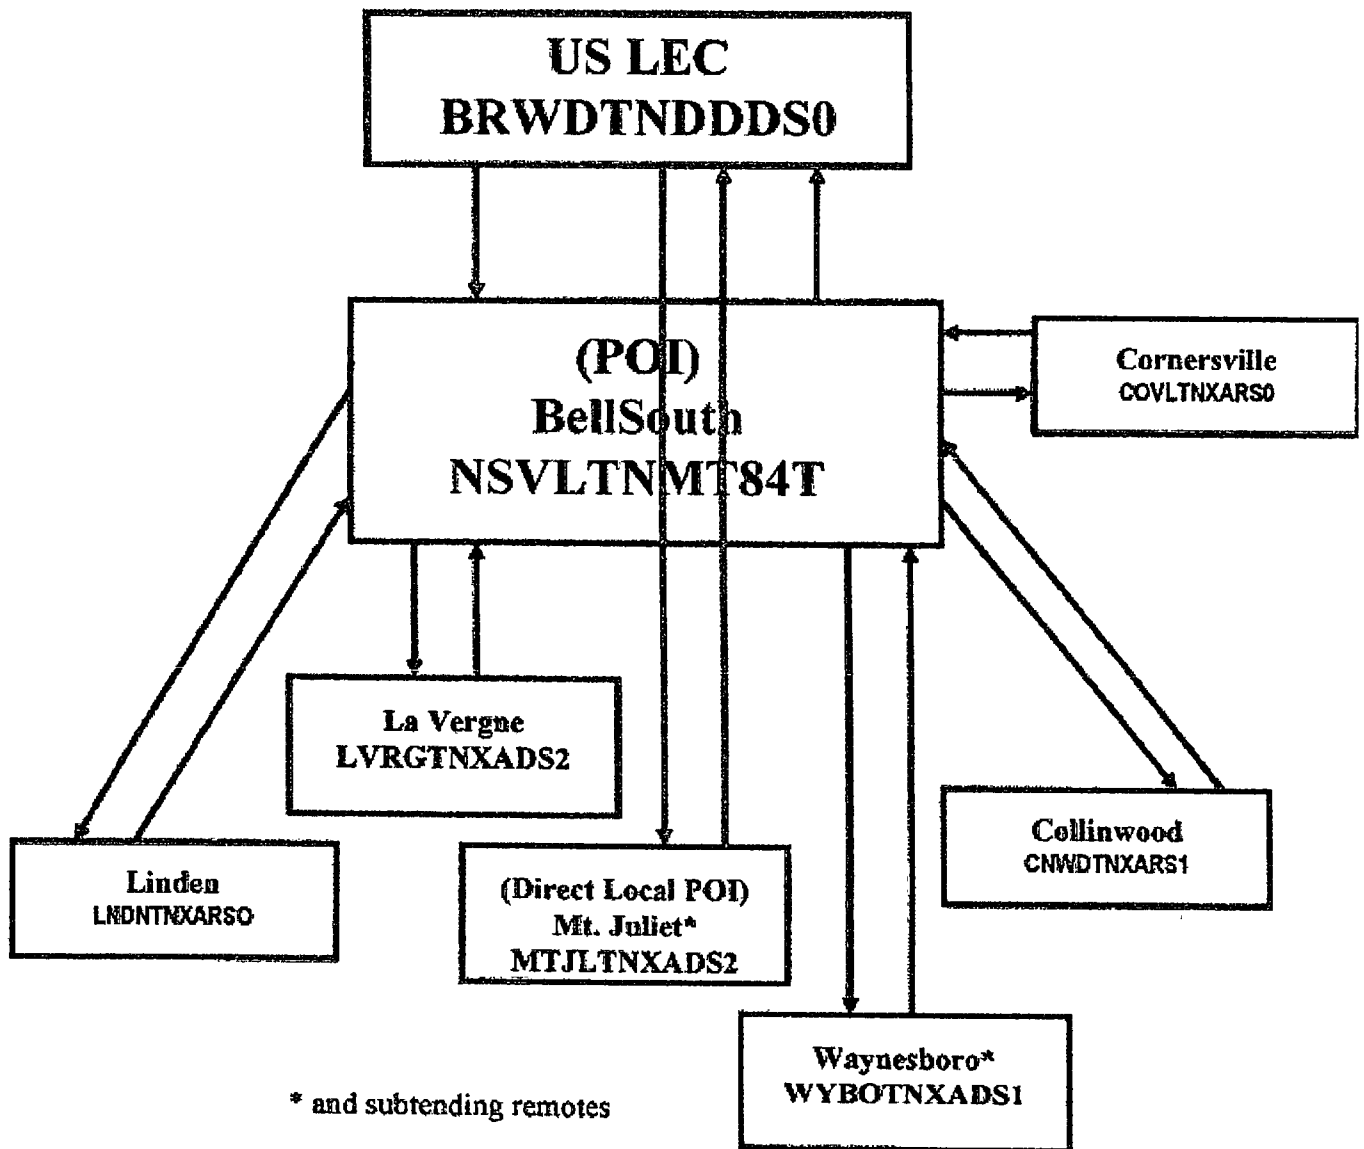 US LEC
BRWDTNDDDS0
(POI)
BellSouth
NSVLTNMT84T
Cornersville
COVLTNXARS0
La Vergne
LVRGTNXADS2
Linden
LNDNTNXARSO
(Direct Local POI)
Mt. Juliet*
MTJLTNXADS2
Collinwood
CNWDTNXARS1
Waynesboro*
WYBOTNXADS1
* and subtending remotes